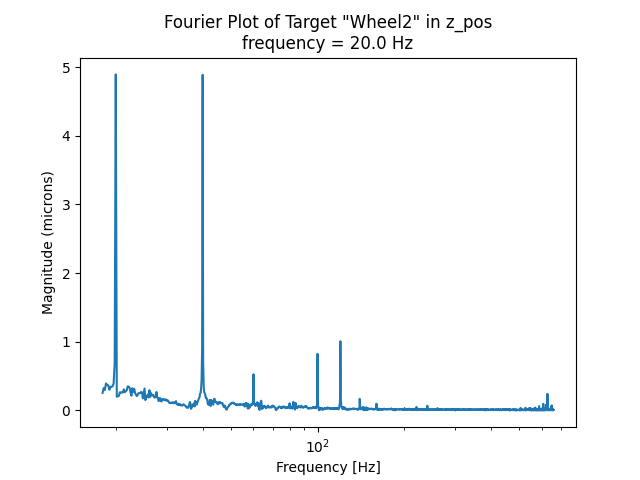 Fourier Plot of Target "Wheel2" in z_pos
frequency = 20.0 Hz
5
4
3
2
1
0
Magnitude (microns)
10²
Frequency [Hz]